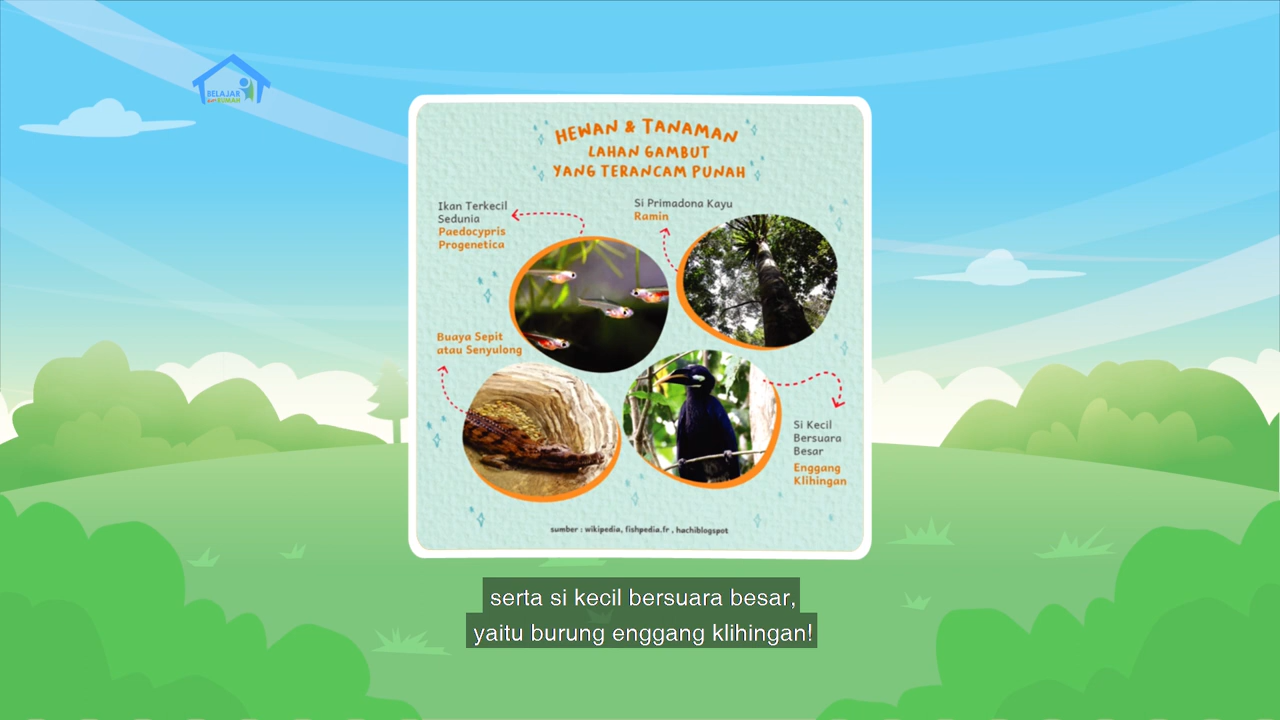 BELAJAR
dari RUMAH
HEWAN & TANAMAN
LAHAN GAMBUT
YANG TERANCAM PUNAH
Ikan Terkecil
Sedunia
Paedocypris
Progenetica
Si Primadona Kayu
Ramin
Buaya Sepit
atau Senyulong
Si Kecil
Bersuara
Besar
Enggang
Klihingan
sumber : wikipedia, fishpedia.fr , hachiblogspot
serta si kecil bersuara besar,
yaitu burung enggang klihingan!